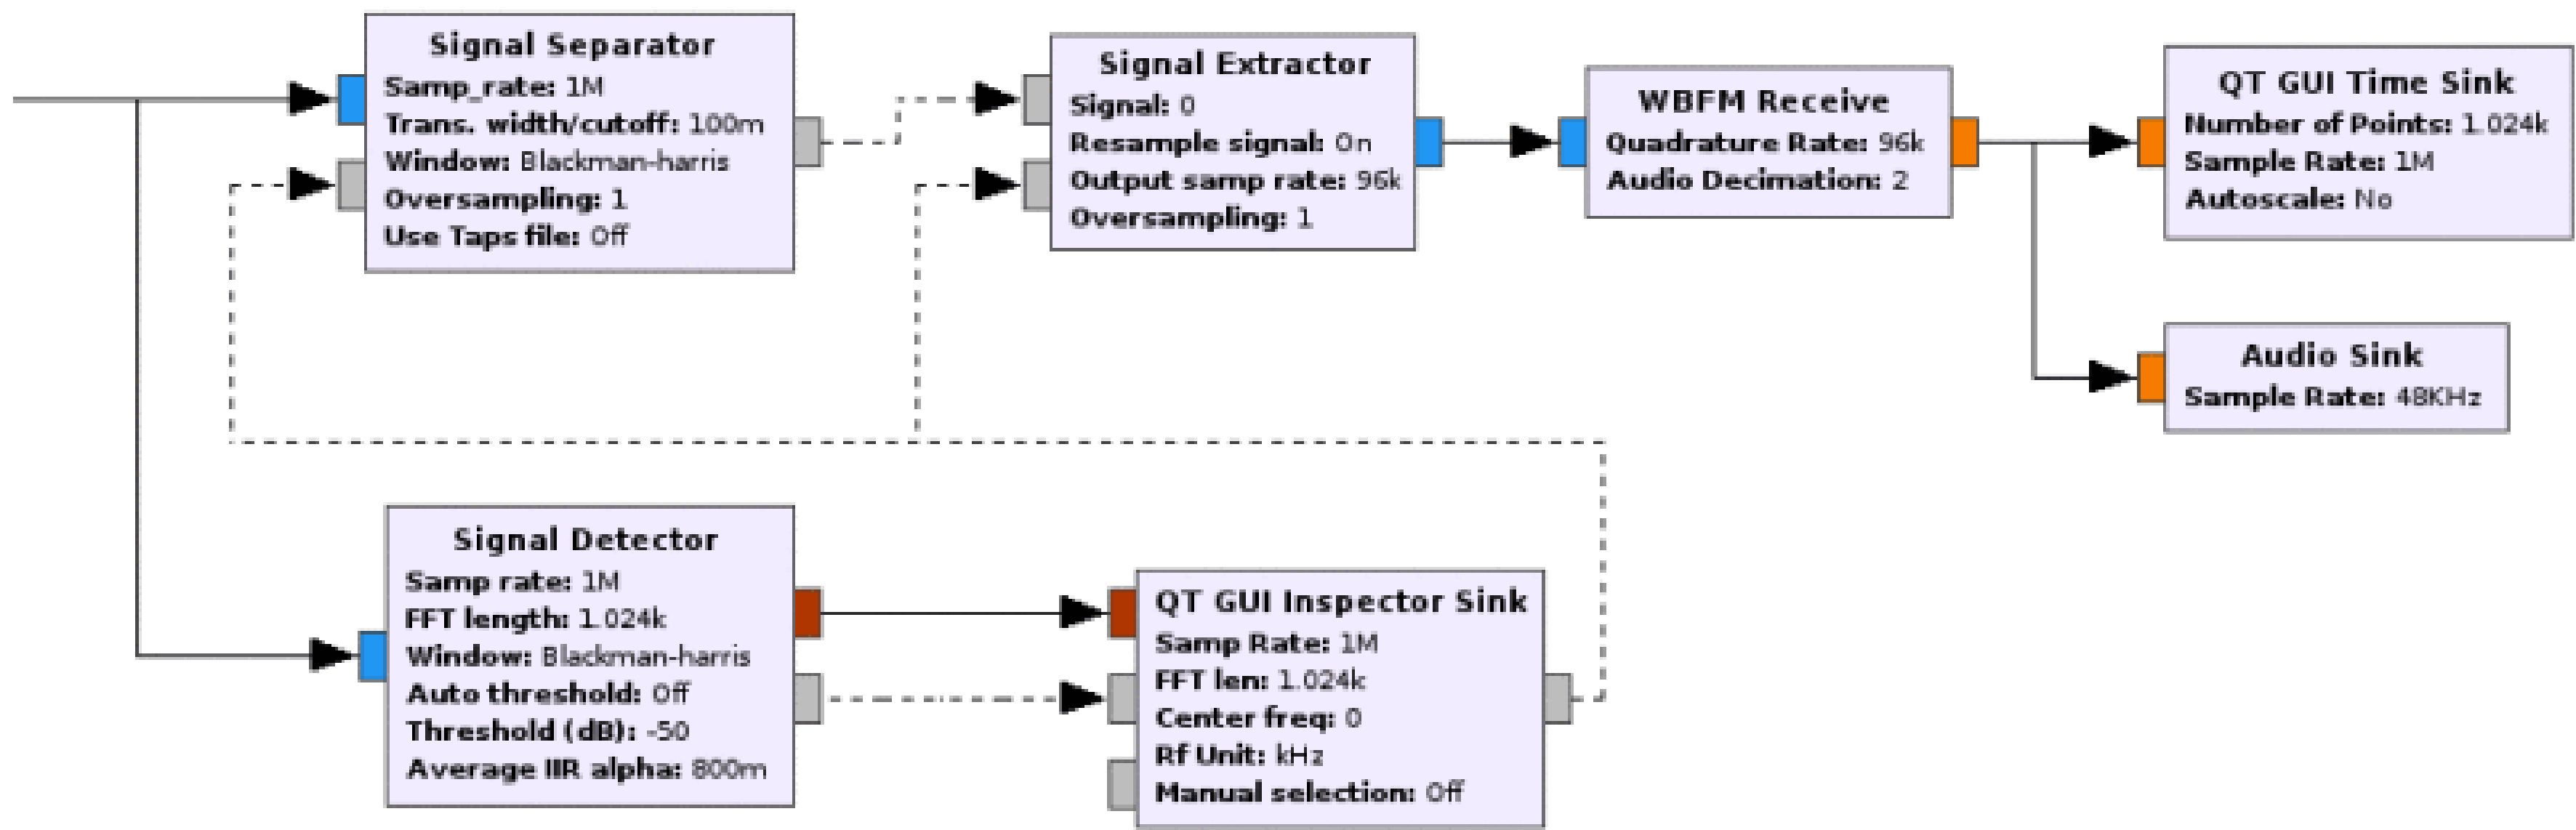 Signal Separator
Samp_rate: 1M
Trans. width/cutoff: 100m
Window: Blackman-harris
Oversampling: 1
Use Taps file: Off
Signal Extractor
Signal: 0
Resample signal: On
Output samp rate: 96k
Oversampling: 1
WBFM Receive
Quadrature Rate: 96k
Audio Decimation: 2
QT GUI Time Sink
Number of Points: 1.024k
Sample Rate: 1M
Autoscale: No
Audio Sink
Sample Rate: 48KHz
Signal Detector
Samp rate: 1M
FFT length: 1.024k
Window: Blackman-harris
Auto threshold: Off
Threshold (dB): -50
Average IIR alpha: 800m
QT GUI Inspector Sink
Samp Rate: 1M
FFT len: 1.024k
Center freq: 0
Rf Unit: kHz
Manual selection: Off